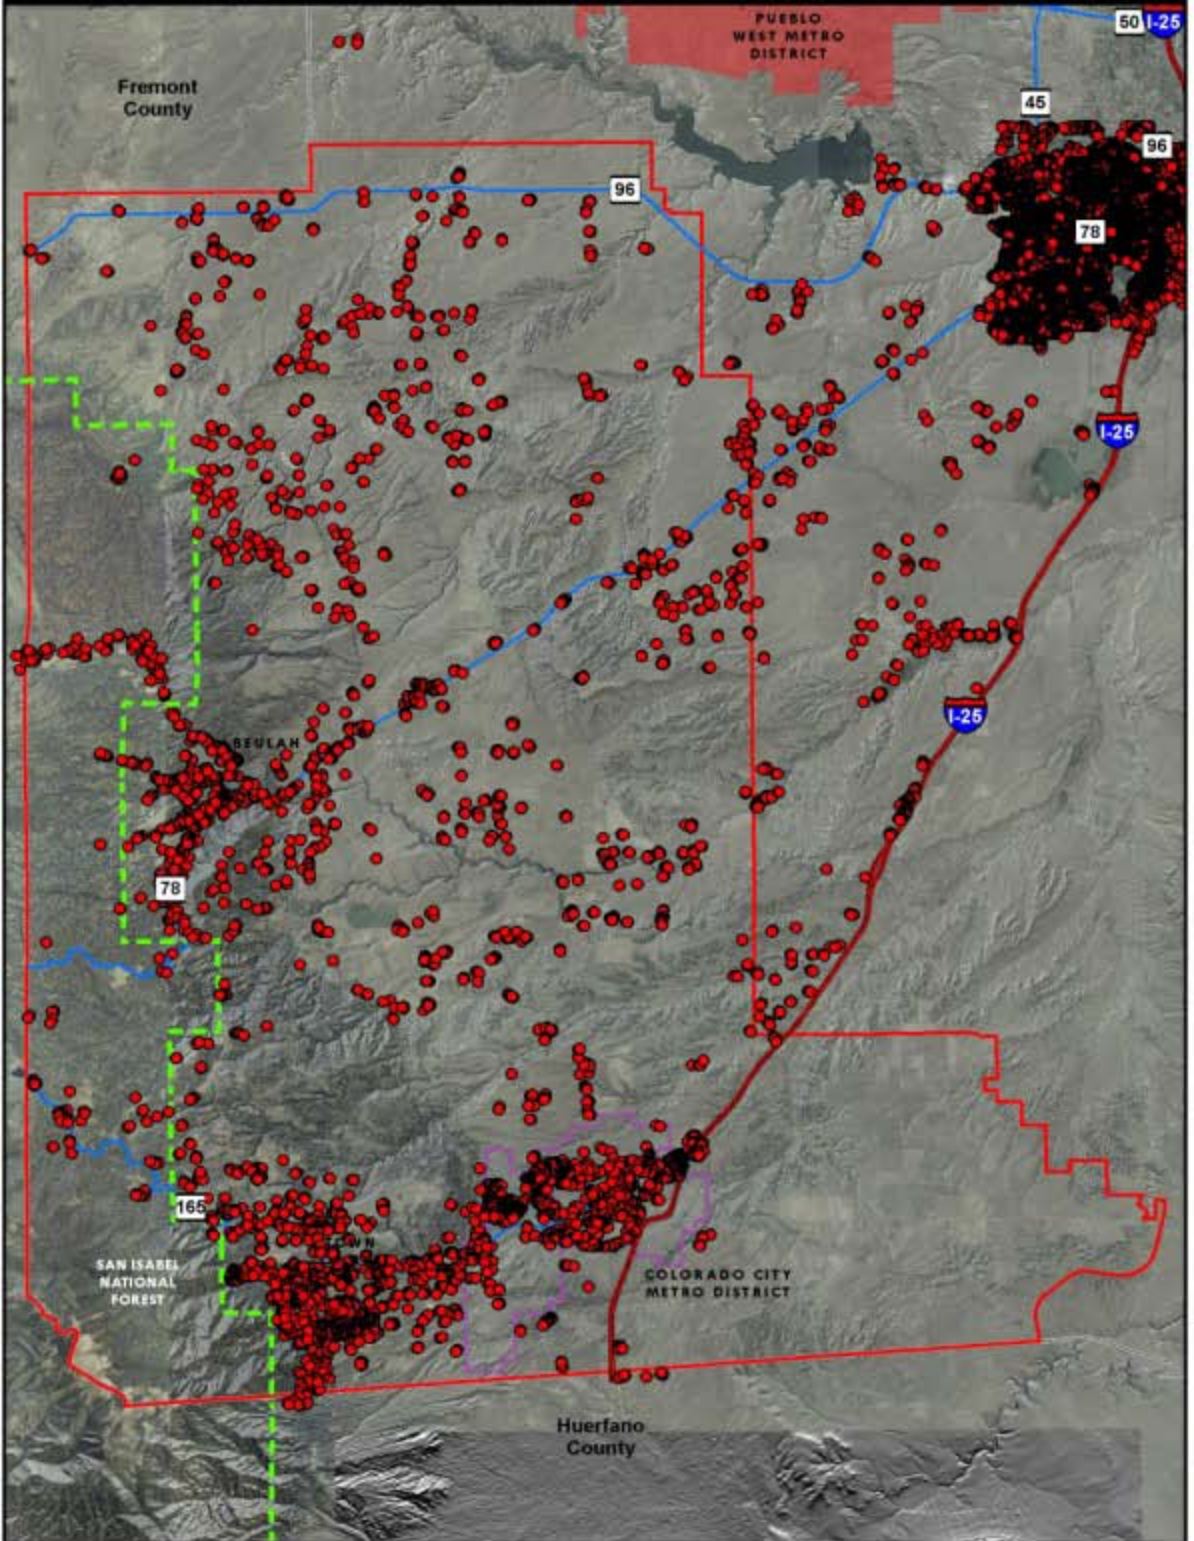 PUEBLO
WEST METRO
DISTRICT
50
I-25
Fremont
County
45
96
96
78
I-25
I-25
BEULAH
78
165
SAN ISABEL
NATIONAL
FOREST
COLORADO CITY
METRO DISTRICT
Huerfano
County